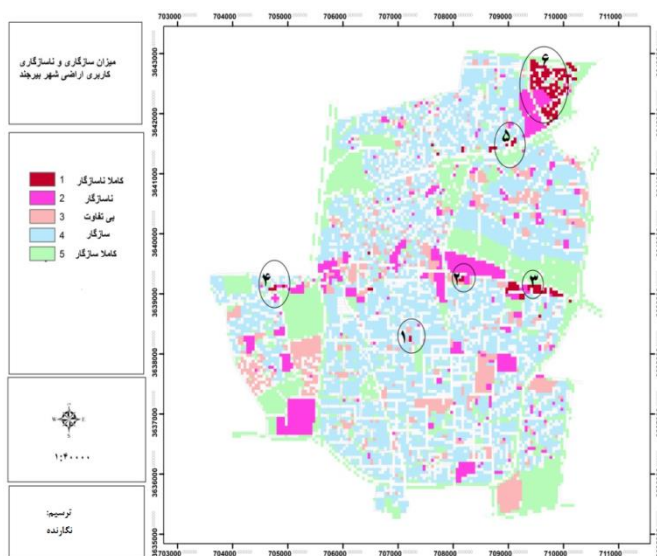 703000 704000 705000 706000 707000 708000 709000 710000 711000
میزان سازگاری و ناسازگاری
کاربری اراضی شهر بیرجند
1 کاملا ناسازگار
2 ناسازگار
3 بی تفاوت
4 سازگار
5 کاملا سازگار
N
W E
S
۱:۴۰۰۰۰
ترسیم:
نگارنده
3643000
3642000
3641000
3640000
3639000
3638000
3637000
3636000
3635000
۶
۵
۴
۲
۳
۱
703000 704000 705000 706000 707000 708000 709000 710000 711000